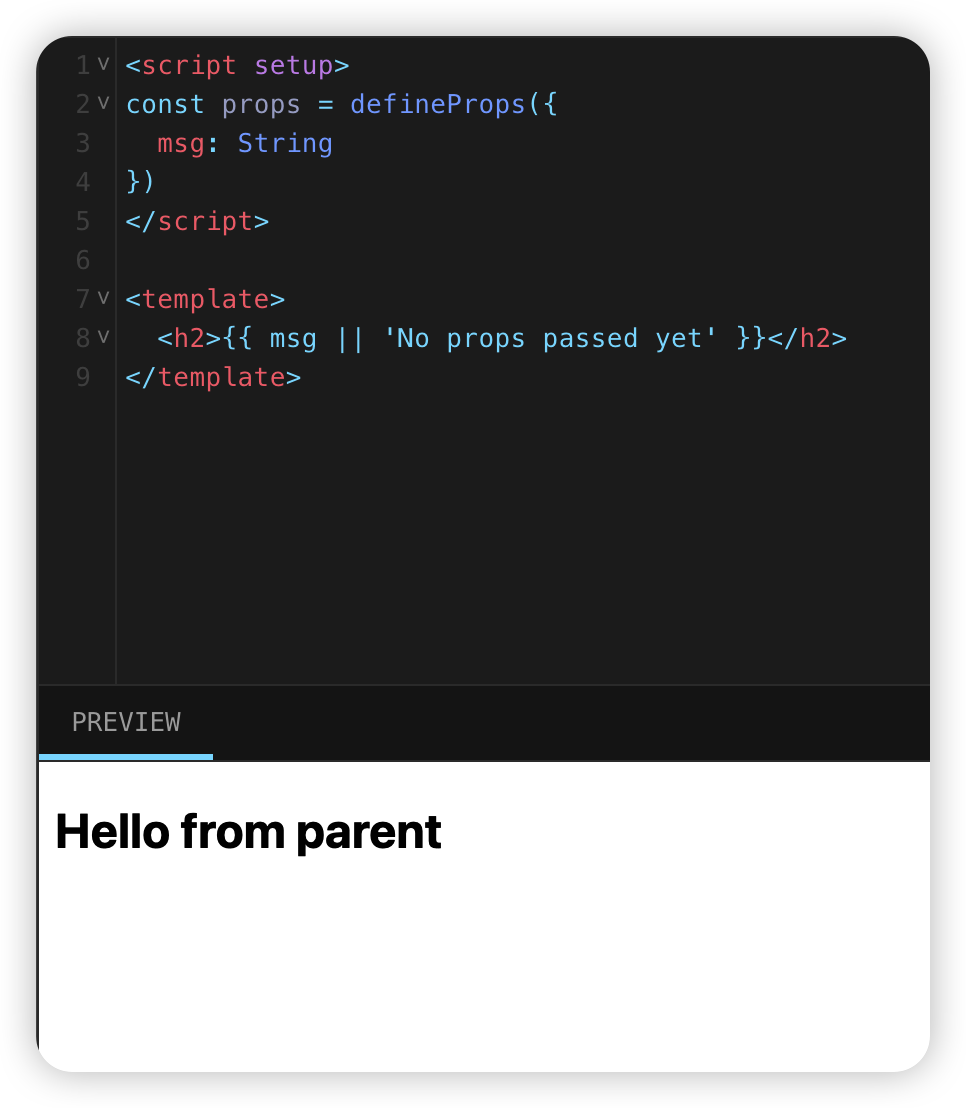 1 <script setup>
2 const props = defineProps({
3   msg: String
4 })
5 </script>
6
7 <template>
8   <h2>{{ msg || 'No props passed yet' }}</h2>
9 </template>
PREVIEW
Hello from parent